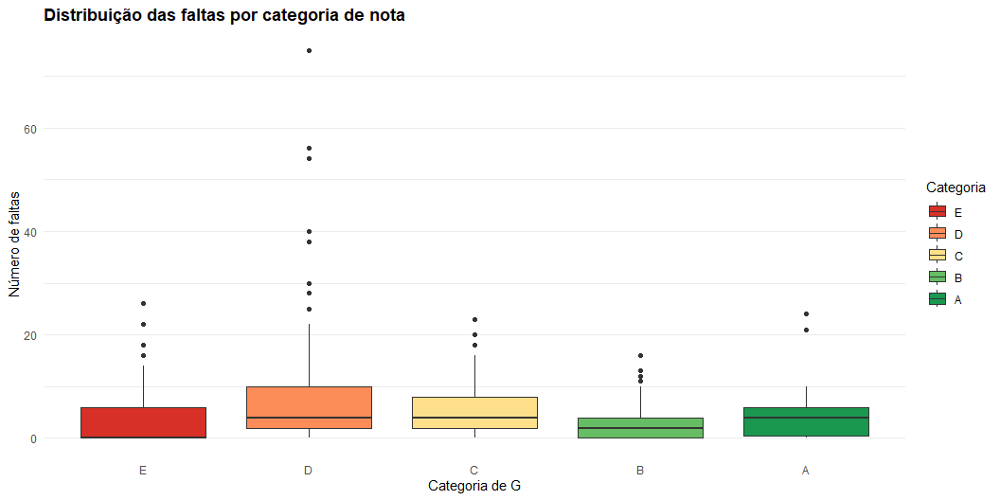 Distribuição das faltas por categoria de nota
Número de faltas
60
40
20
0
E
D
C
B
A
Categoria de G
Categoria
E
D
C
B
A